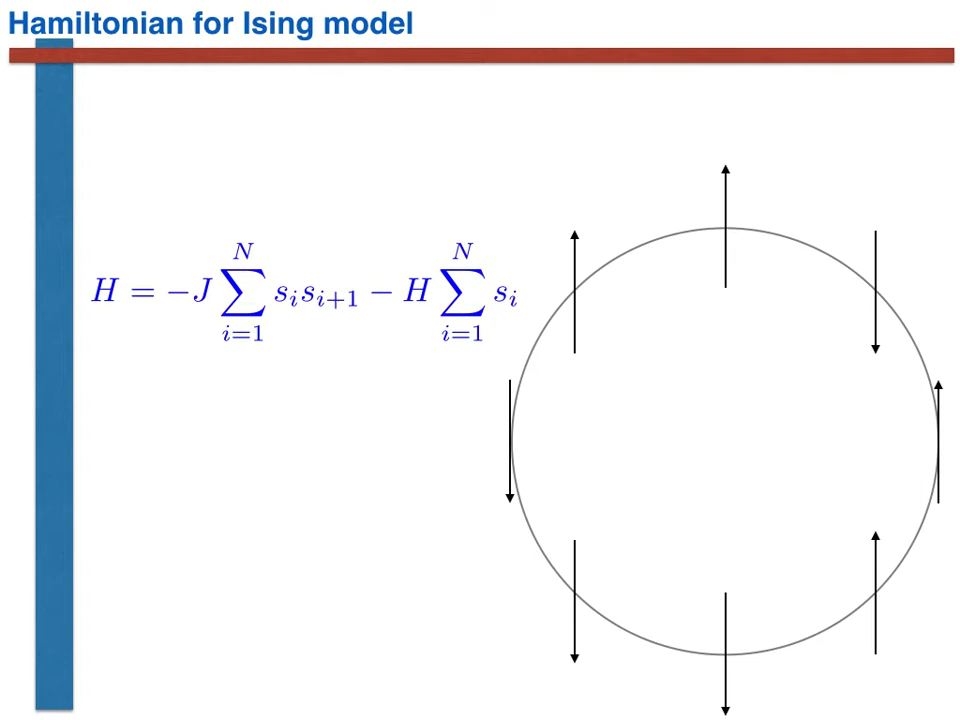 Hamiltonian for Ising model
H = −J ∑_{i=1}^{N} s_i s_{i+1} − H ∑_{i=1}^{N} s_i